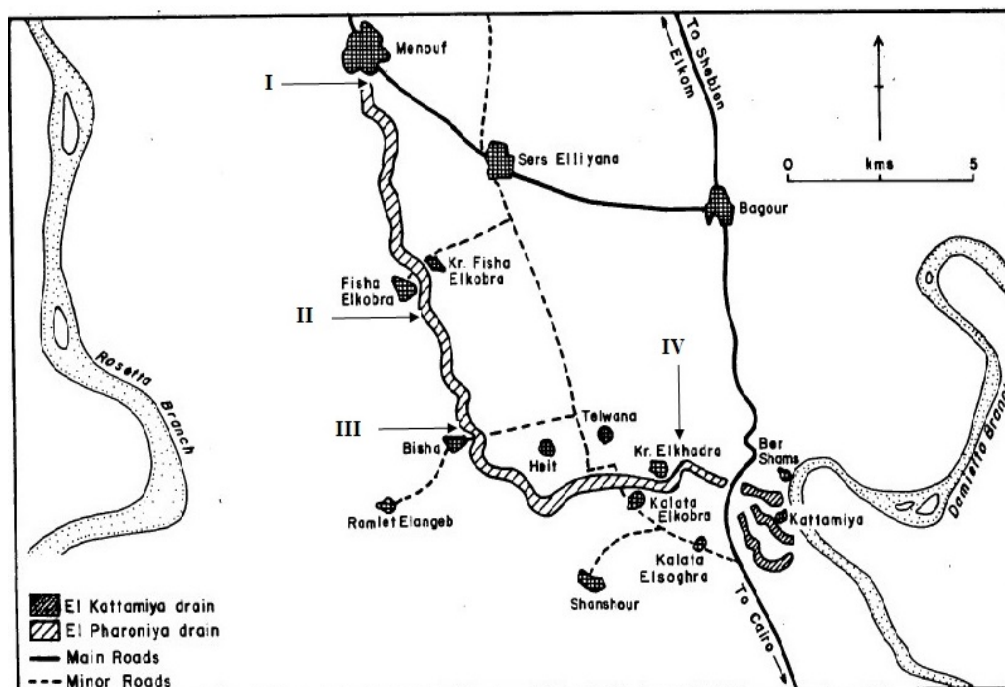 Menouf
I
To Shebien
Elkom
Sers Elliyana
0 kms 5
Bagour
Kr. Fisha
Elkobra
Fisha
Elkobra
II
Rosetta
Branch
IV
III
Telwana
Bisha
Heit
Kr. Elkhadra
Ber
Shams
Damietta Branch
Ramlet Elangeb
Kalata
Elkobra
Kattamiya
Kalata
Elsoghra
Shanshour
To Cairo
El Kattamiya drain
El Pharoniya drain
Main Roads
Minor Roads